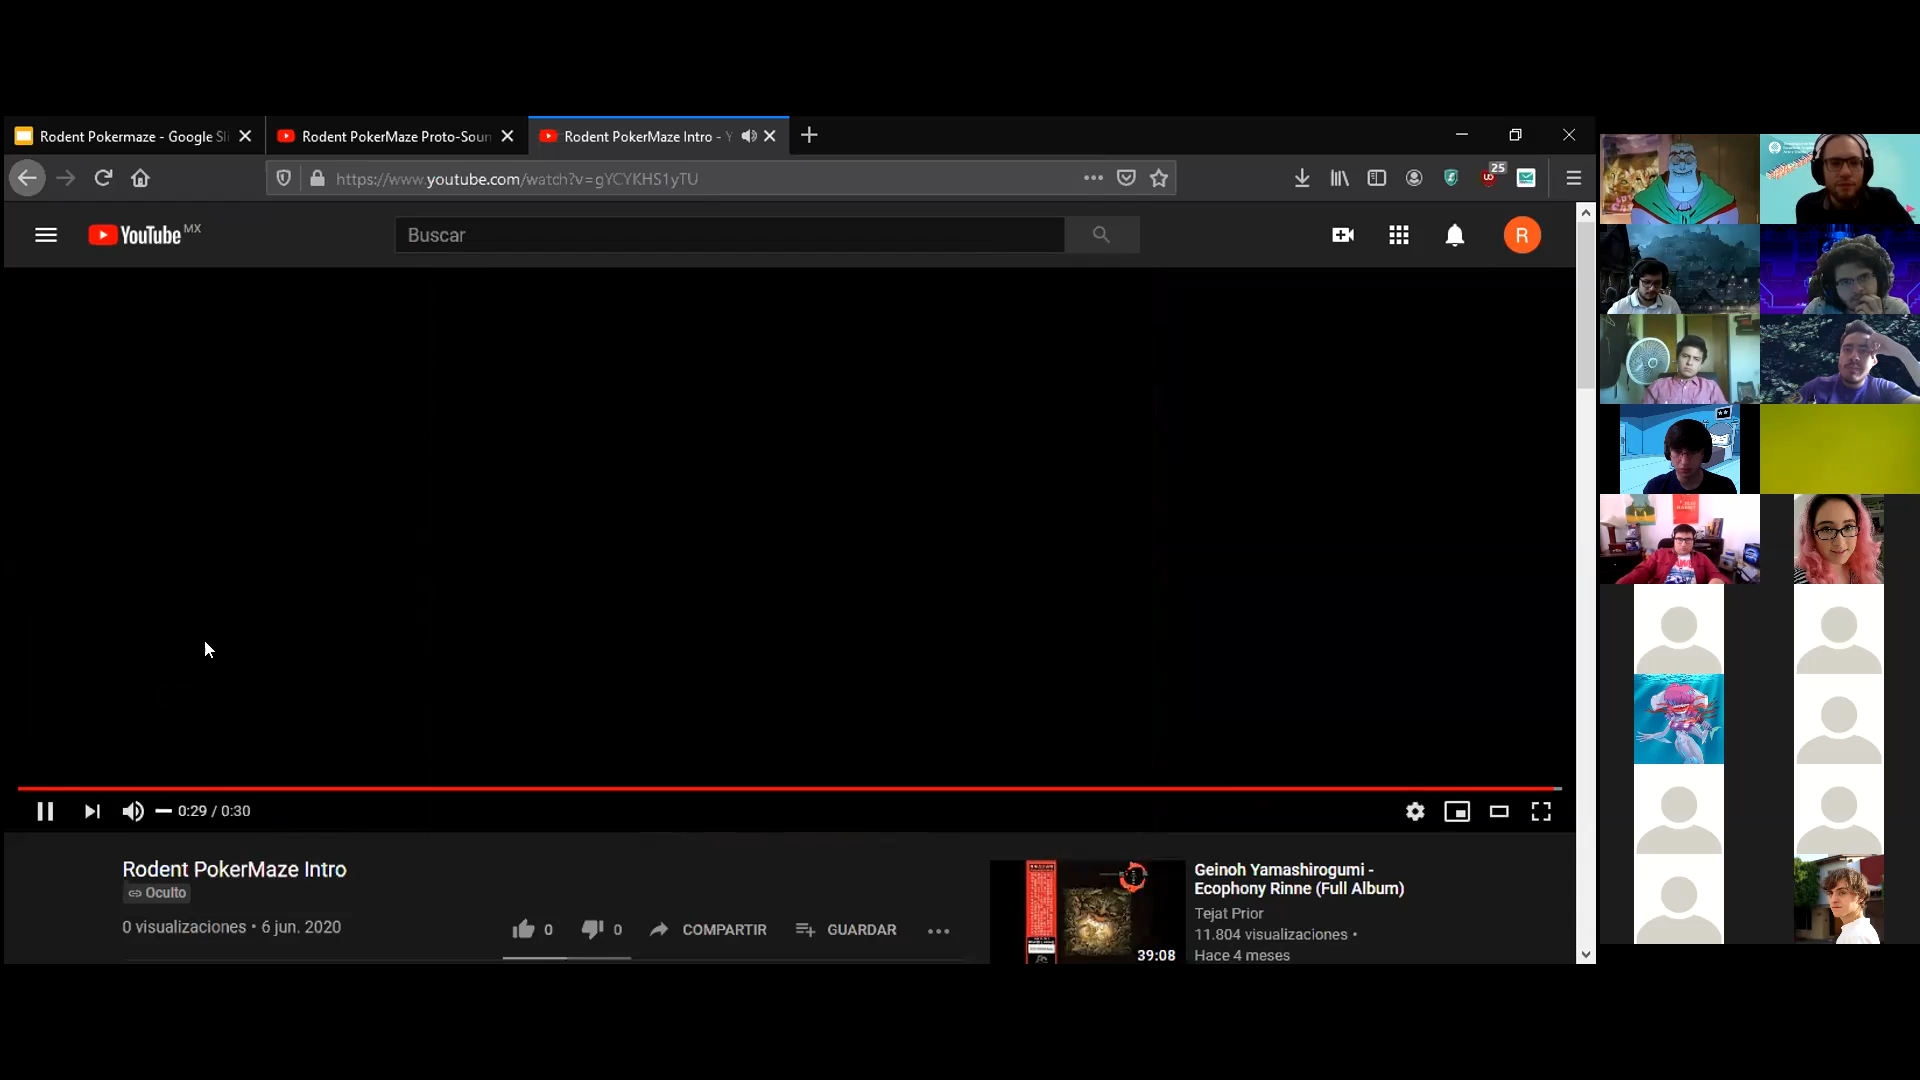 Rodent Pokermaze - Google Sli
Rodent PokerMaze Proto-Soun
Rodent PokerMaze Intro - Y
https://www.youtube.com/watch?v=gYCYKHS1yTU
25
YouTube MX
Buscar
R
0:29 / 0:30
Rodent PokerMaze Intro
Oculto
0 visualizaciones • 6 jun. 2020
0
0
COMPARTIR
GUARDAR
39:08
Geinoh Yamashirogumi -
Ecophony Rinne (Full Album)
Tejat Prior
11.804 visualizaciones •
Hace 4 meses